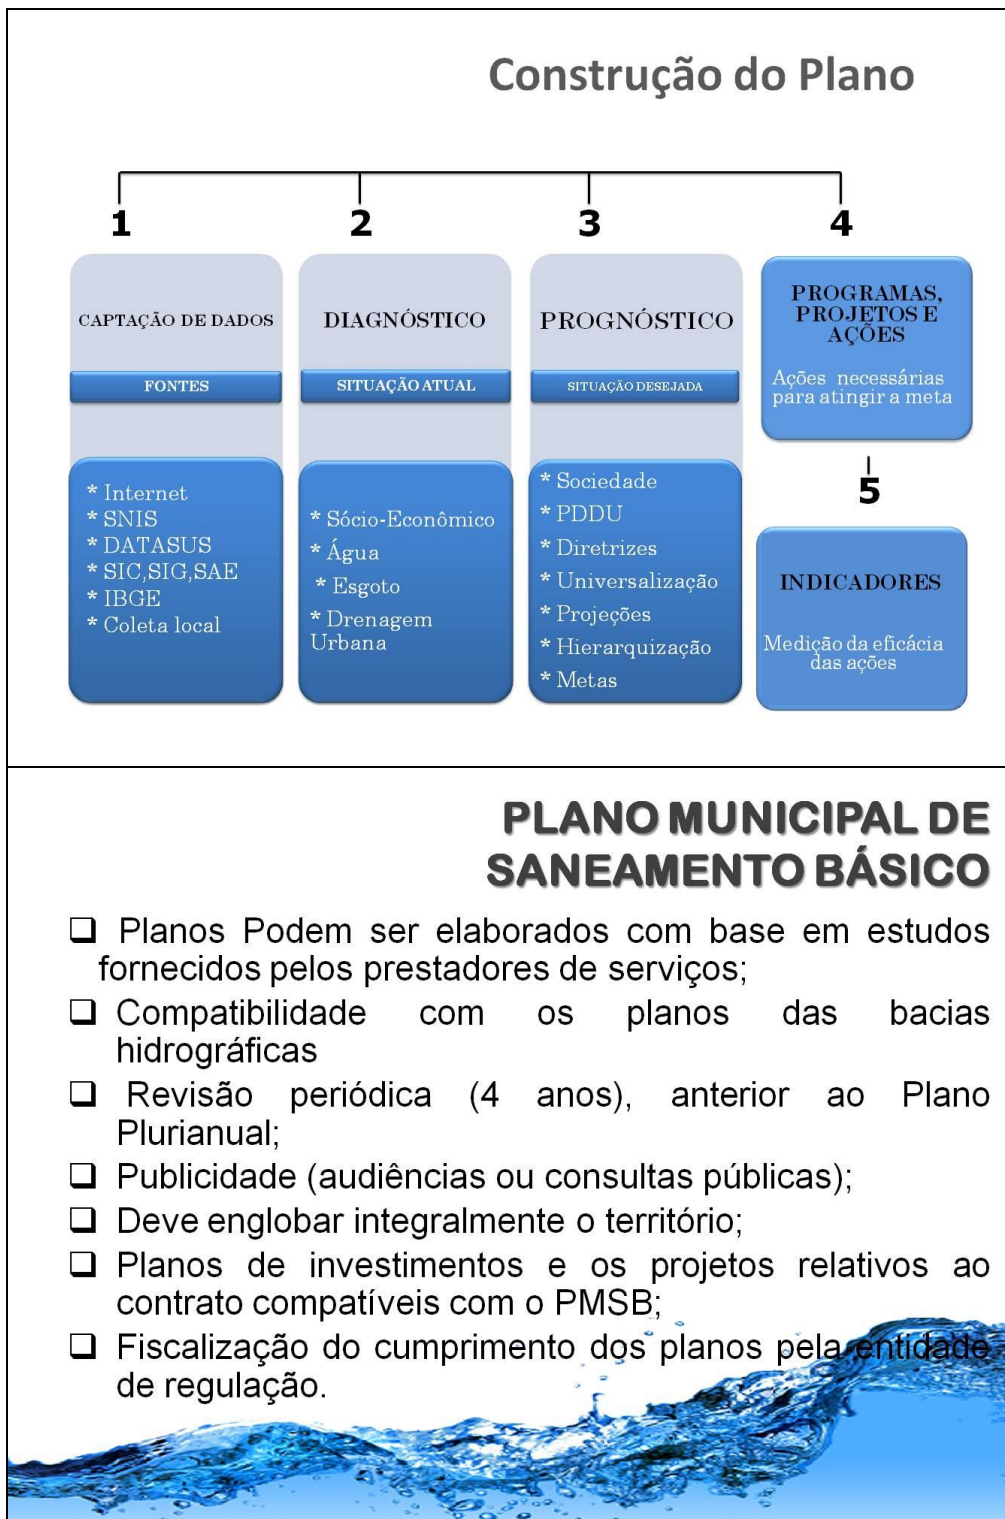 Construção do Plano
1
2
3
4
CAPTAÇÃO DE DADOS
FONTES
* Internet
* SNIS
* DATASUS
* SIC,SIG,SAE
* IBGE
* Coleta local
DIAGNÓSTICO
SITUAÇÃO ATUAL
* Sócio-Econômico
* Água
* Esgoto
* Drenagem
Urbana
PROGNÓSTICO
SITUAÇÃO DESEJADA
* Sociedade
* PDDU
* Diretrizes
* Universalização
* Projeções
* Hierarquização
* Metas
PROGRAMAS,
PROJETOS E
AÇÕES
Ações necessárias
para atingir a meta
5
INDICADORES
Medição da eficácia
das ações
PLANO MUNICIPAL DE
SANEAMENTO BÁSICO
❑ Planos Podem ser elaborados com base em estudos
fornecidos pelos prestadores de serviços;
❑ Compatibilidade com os planos das bacias
hidrográficas
❑ Revisão periódica (4 anos), anterior ao Plano
Plurianual;
❑ Publicidade (audiências ou consultas públicas);
❑ Deve englobar integralmente o território;
❑ Planos de investimentos e os projetos relativos ao
contrato compatíveis com o PMSB;
❑ Fiscalização do cumprimento dos planos pela entidade
de regulação.